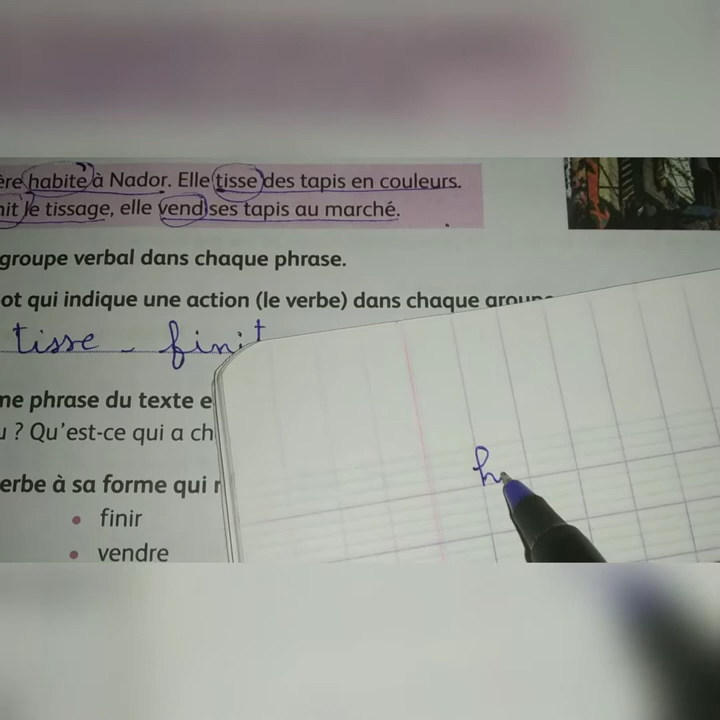 ère habite à Nador. Elle tisse des tapis en couleurs.
nit le tissage, elle vend ses tapis au marché.
groupe verbal dans chaque phrase.
ot qui indique une action (le verbe) dans chaque group
tisse - finit
me phrase du texte e
u ? Qu'est-ce qui a ch
erbe à sa forme qui r
• finir
• vendre
h